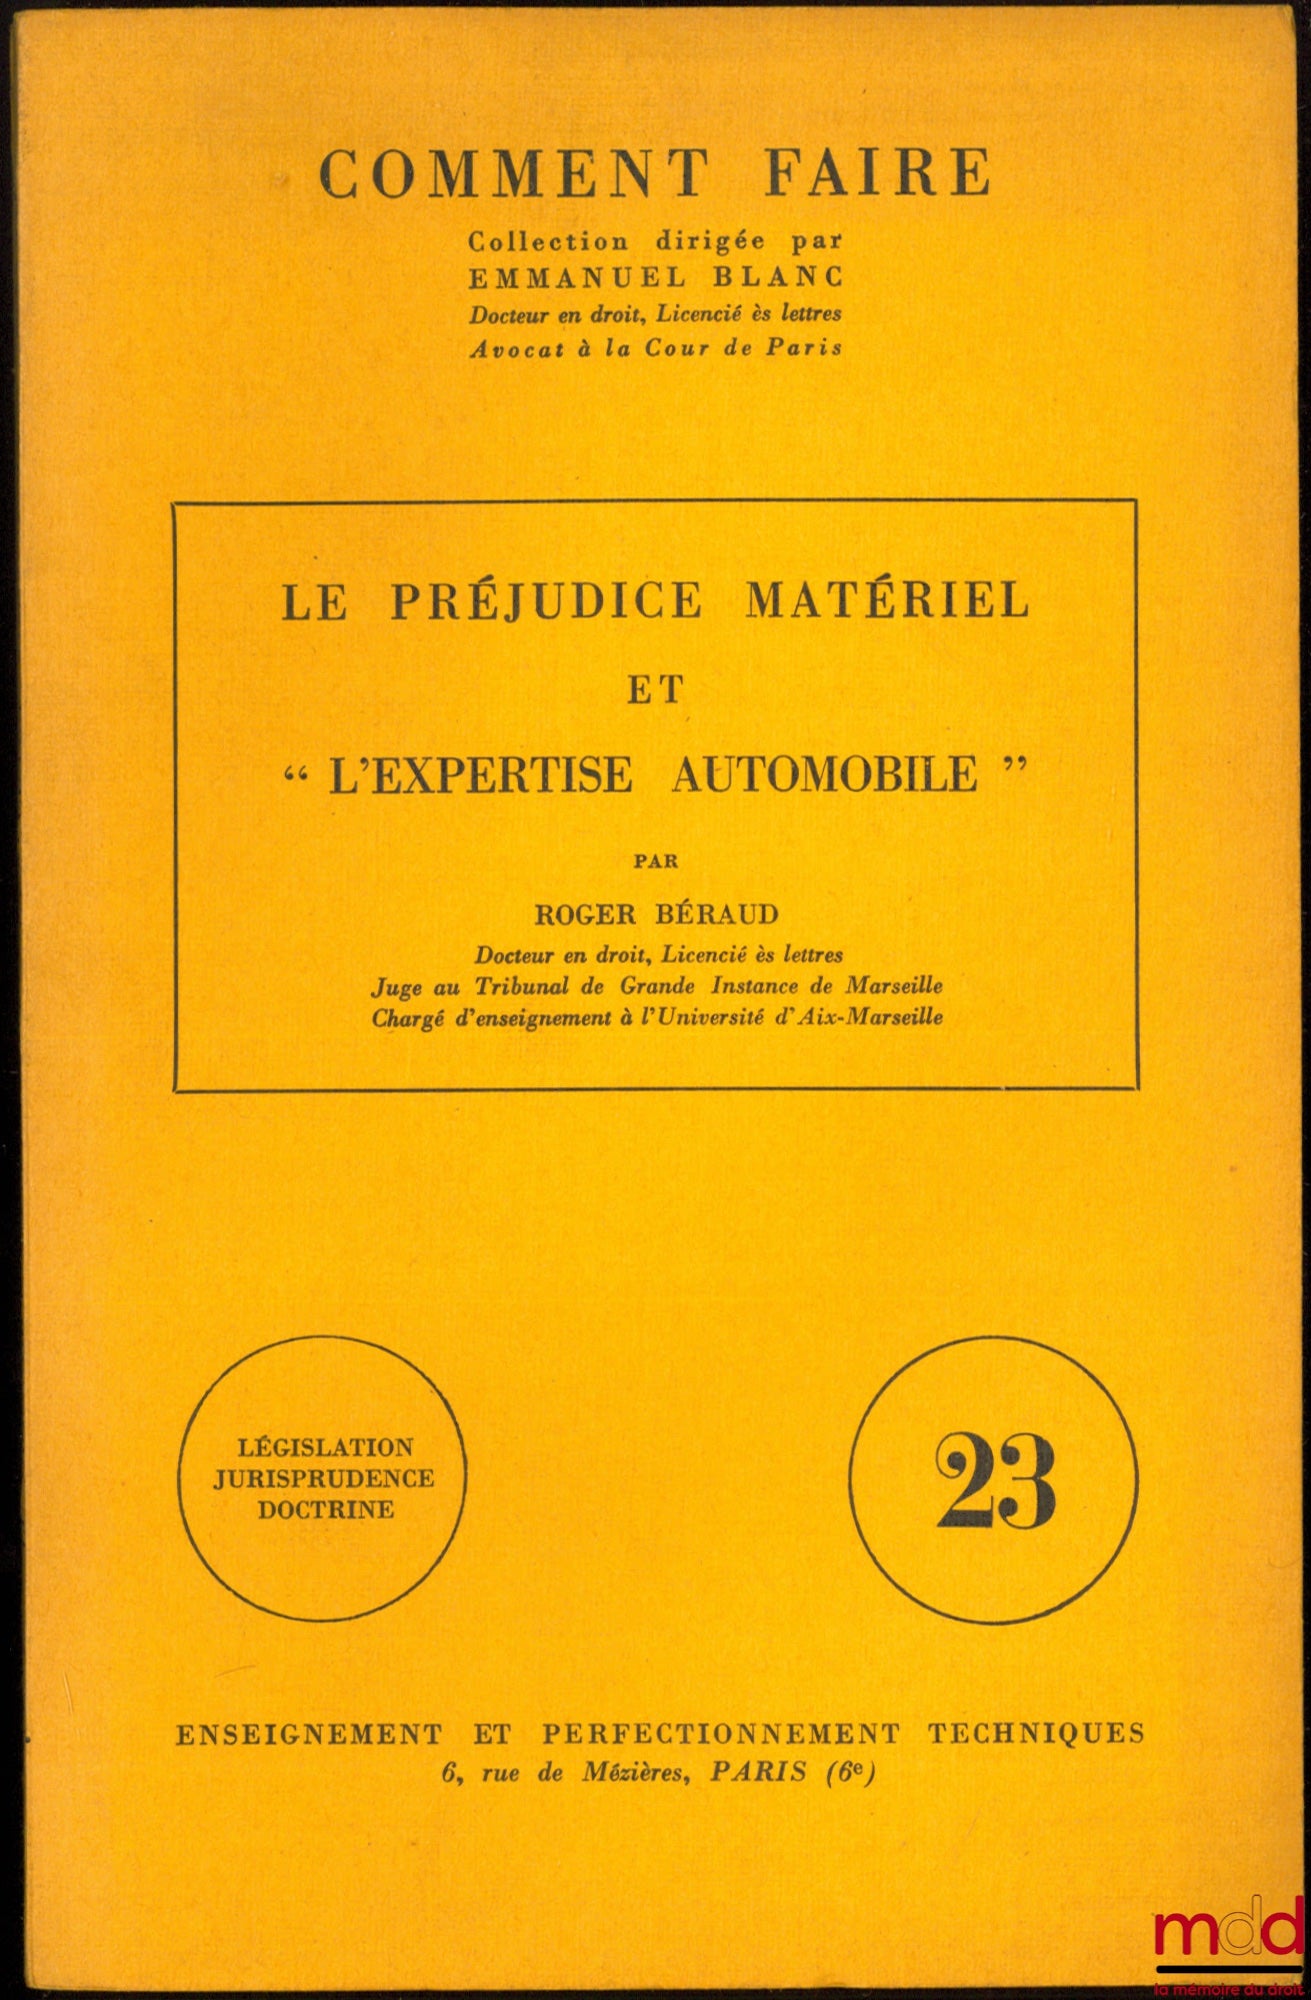 COMMENT FAIRE
Collection dirigée par
EMMANUEL BLANC
Docteur en droit, Licencié ès lettres
Avocat à la Cour de Paris
LE PRÉJUDICE MATÉRIEL
ET
“ L'EXPERTISE AUTOMOBILE ”
PAR
ROGER BÉRAUD
Docteur en droit, Licencié ès lettres
Juge au Tribunal de Grande Instance de Marseille
Chargé d'enseignement à l'Université d'Aix-Marseille
LÉGISLATION
JURISPRUDENCE
DOCTRINE
23
ENSEIGNEMENT ET PERFECTIONNEMENT TECHNIQUES
6, rue de Mézières, PARIS (6e)
mdd
la mémoire du droit